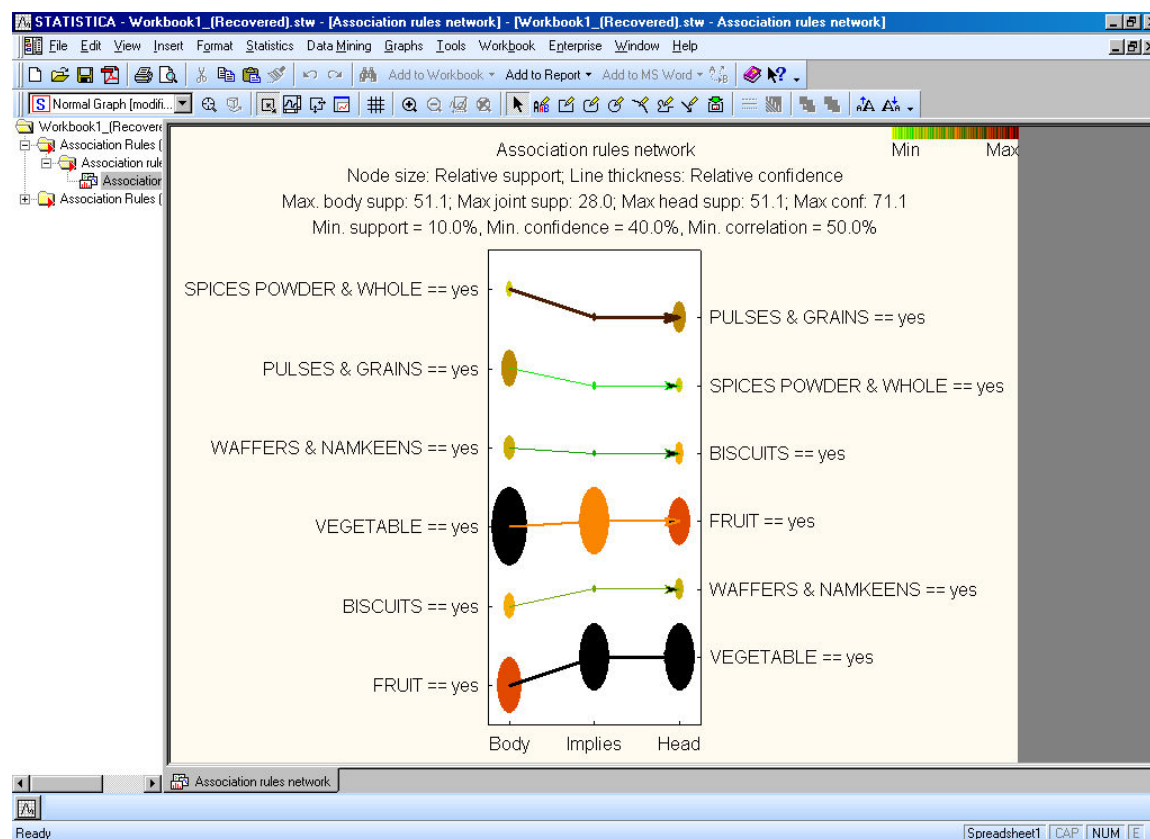 STATISTICA - Workbook1_(Recovered).stw - [Association rules network] - [Workbook1_(Recovered).stw - Association rules network]
File Edit View Insert Format Statistics Data Mining Graphs Tools Workbook Enterprise Window Help
Add to Workbook Add to Report Add to MS Word
Normal Graph [modifi...
Workbook1_(Recovere
Association Rules (
Association rule
Association
Association Rules (
Min Max
Association rules network
Node size: Relative support; Line thickness: Relative confidence
Max. body supp: 51.1; Max joint supp: 28.0; Max head supp: 51.1; Max conf: 71.1
Min. support = 10.0%, Min. confidence = 40.0%, Min. correlation = 50.0%
SPICES POWDER & WHOLE == yes
PULSES & GRAINS == yes
PULSES & GRAINS == yes
SPICES POWDER & WHOLE == yes
WAFFERS & NAMKEENS == yes
BISCUITS == yes
VEGETABLE == yes
FRUIT == yes
BISCUITS == yes
WAFFERS & NAMKEENS == yes
FRUIT == yes
VEGETABLE == yes
Body Implies Head
Association rules network
Ready
Spreadsheet1 CAP NUM E